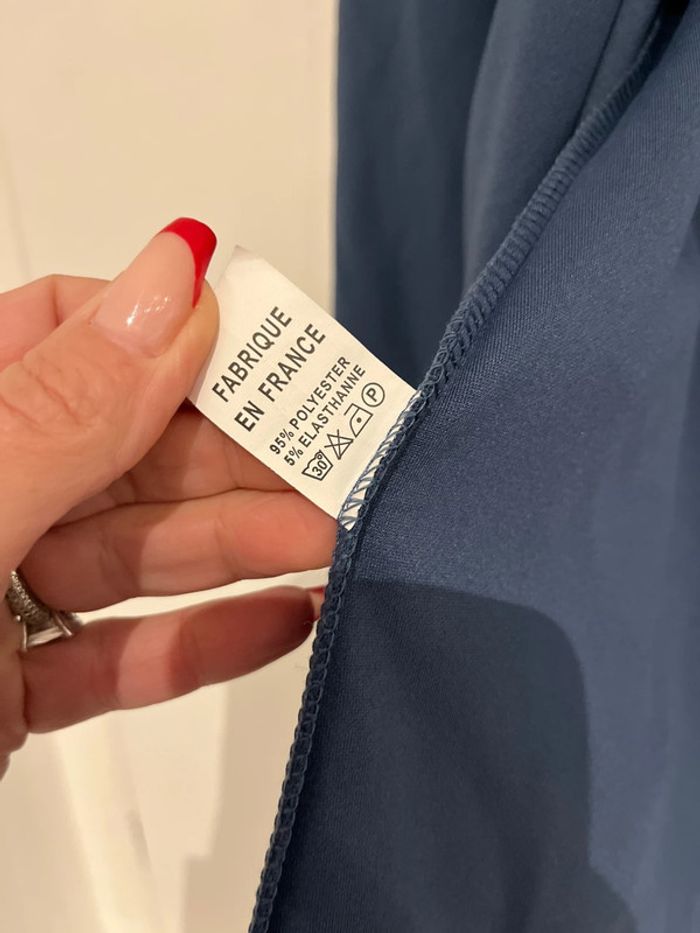 FABRIQUE
EN FRANCE
95% POLYESTER
5% ELASTHANNE
30° P